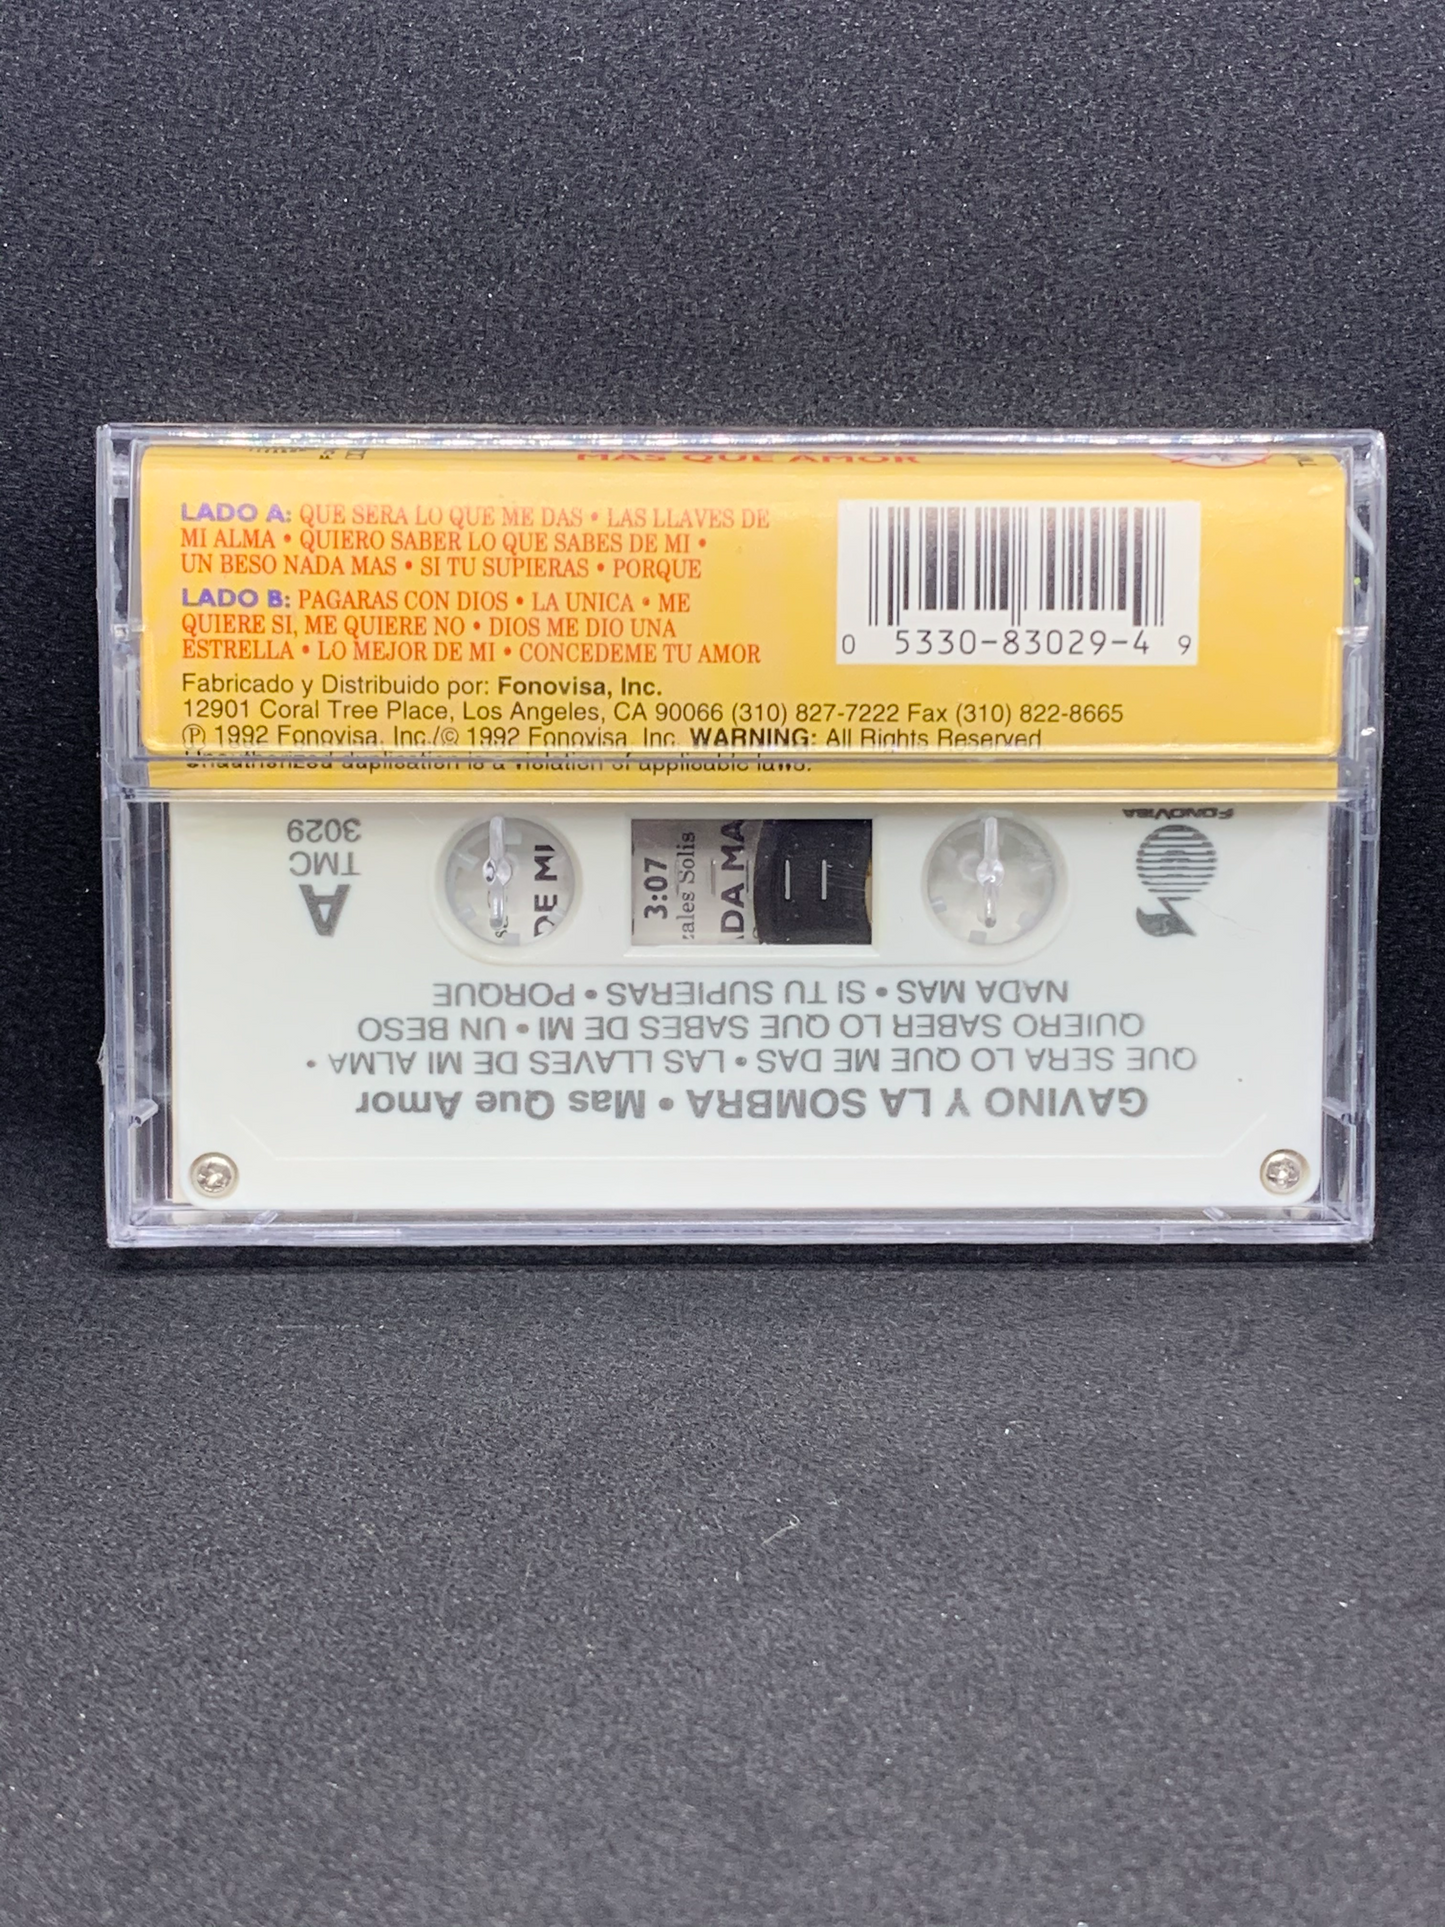 MAS QUE AMOR
LADO A: QUE SERA LO QUE ME DAS • LAS LLAVES DE
MI ALMA • QUIERO SABER LO QUE SABES DE MI •
UN BESO NADA MAS • SI TU SUPIERAS • PORQUE
LADO B: PAGARAS CON DIOS • LA UNICA • ME
QUIERE SI, ME QUIERE NO • DIOS ME DIO UNA
ESTRELLA • LO MEJOR DE MI • CONCEDEME TU AMOR
0 5330-83029-4 9
Fabricado y Distribuido por: Fonovisa, Inc.
12901 Coral Tree Place, Los Angeles, CA 90066 (310) 827-7222 Fax (310) 822-8665
℗ 1992 Fonovisa, Inc./© 1992 Fonovisa, Inc. WARNING: All Rights Reserved
Unauthorized duplication is a violation of applicable laws.
GAVINO Y LA SOMBRA • Mas Que Amor
QUE SERA LO QUE ME DAS • LAS LLAVES DE MI ALMA •
QUIERO SABER LO QUE SABES DE MI • UN BESO
NADA MAS • SI TU SUPIERAS • PORQUE
FONOVISA
A
TMC
3029
DE MI
3:07
zales Solis
DA MA